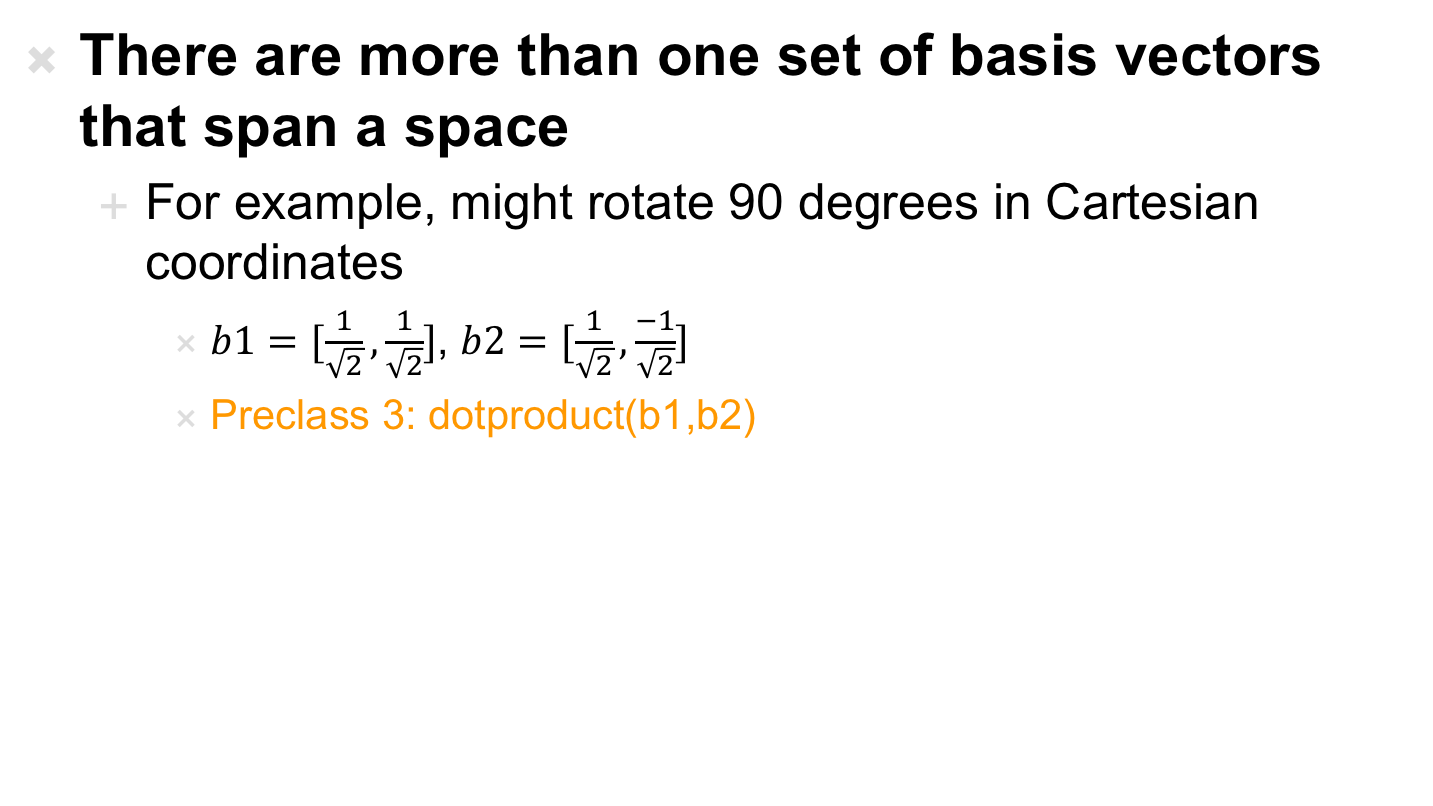 There are more than one set of basis vectors
that span a space
For example, might rotate 90 degrees in Cartesian
coordinates
b1 = [1/√2, 1/√2], b2 = [1/√2, −1/√2]
Preclass 3: dotproduct(b1,b2)